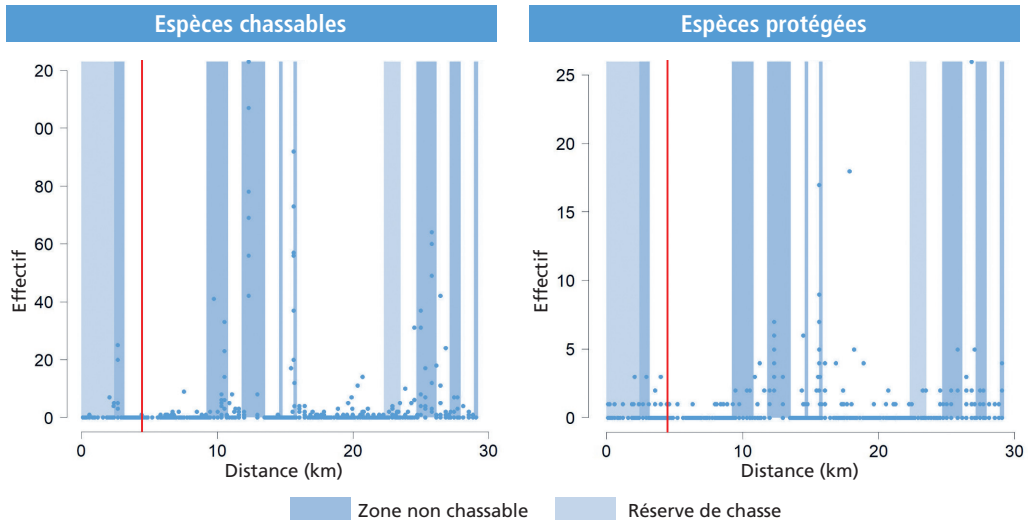 Espèces chassables
Espèces protégées
Effectif
20
00
80
60
40
20
0
0
10
20
30
Distance (km)
Effectif
25
20
15
10
5
0
0
10
20
30
Distance (km)
Zone non chassable
Réserve de chasse